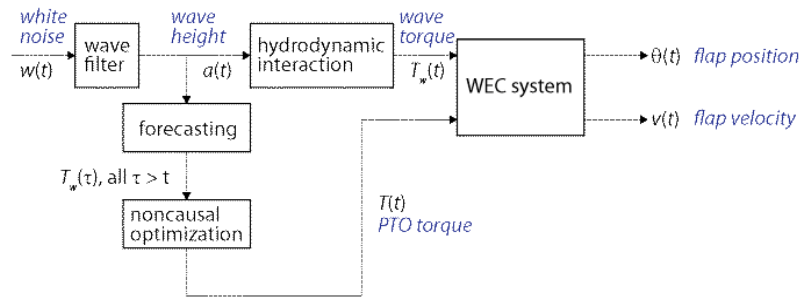 white noise
w(t)
wave filter
wave height
a(t)
hydrodynamic interaction
wave torque
T_w(t)
WEC system
θ(t) flap position
v(t) flap velocity
forecasting
T_w(τ), all τ > t
noncausal optimization
T(t)
PTO torque